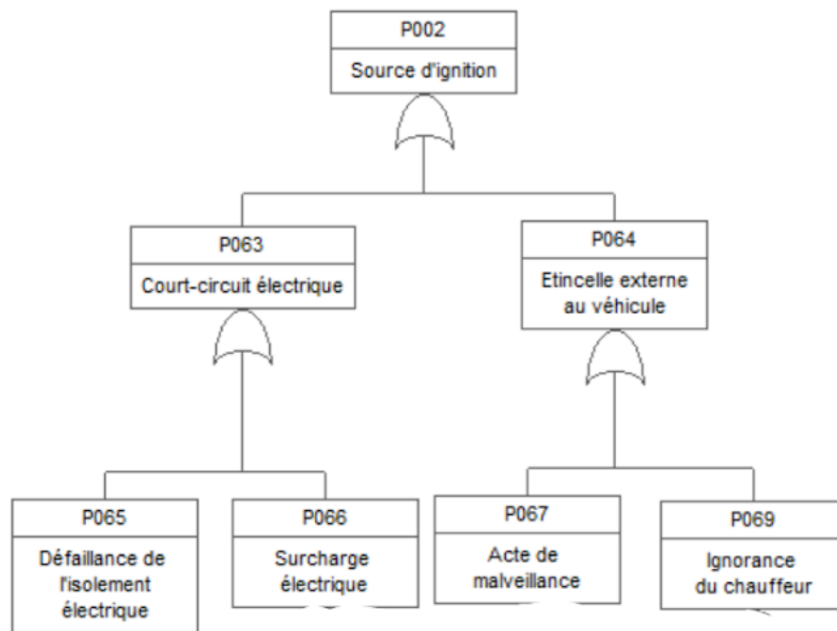 P002
Source d'ignition
P063
Court-circuit électrique
P064
Etincelle externe
au véhicule
P065
Défaillance de
l'isolement
électrique
P066
Surcharge
électrique
P067
Acte de
malveillance
P069
Ignorance
du chauffeur